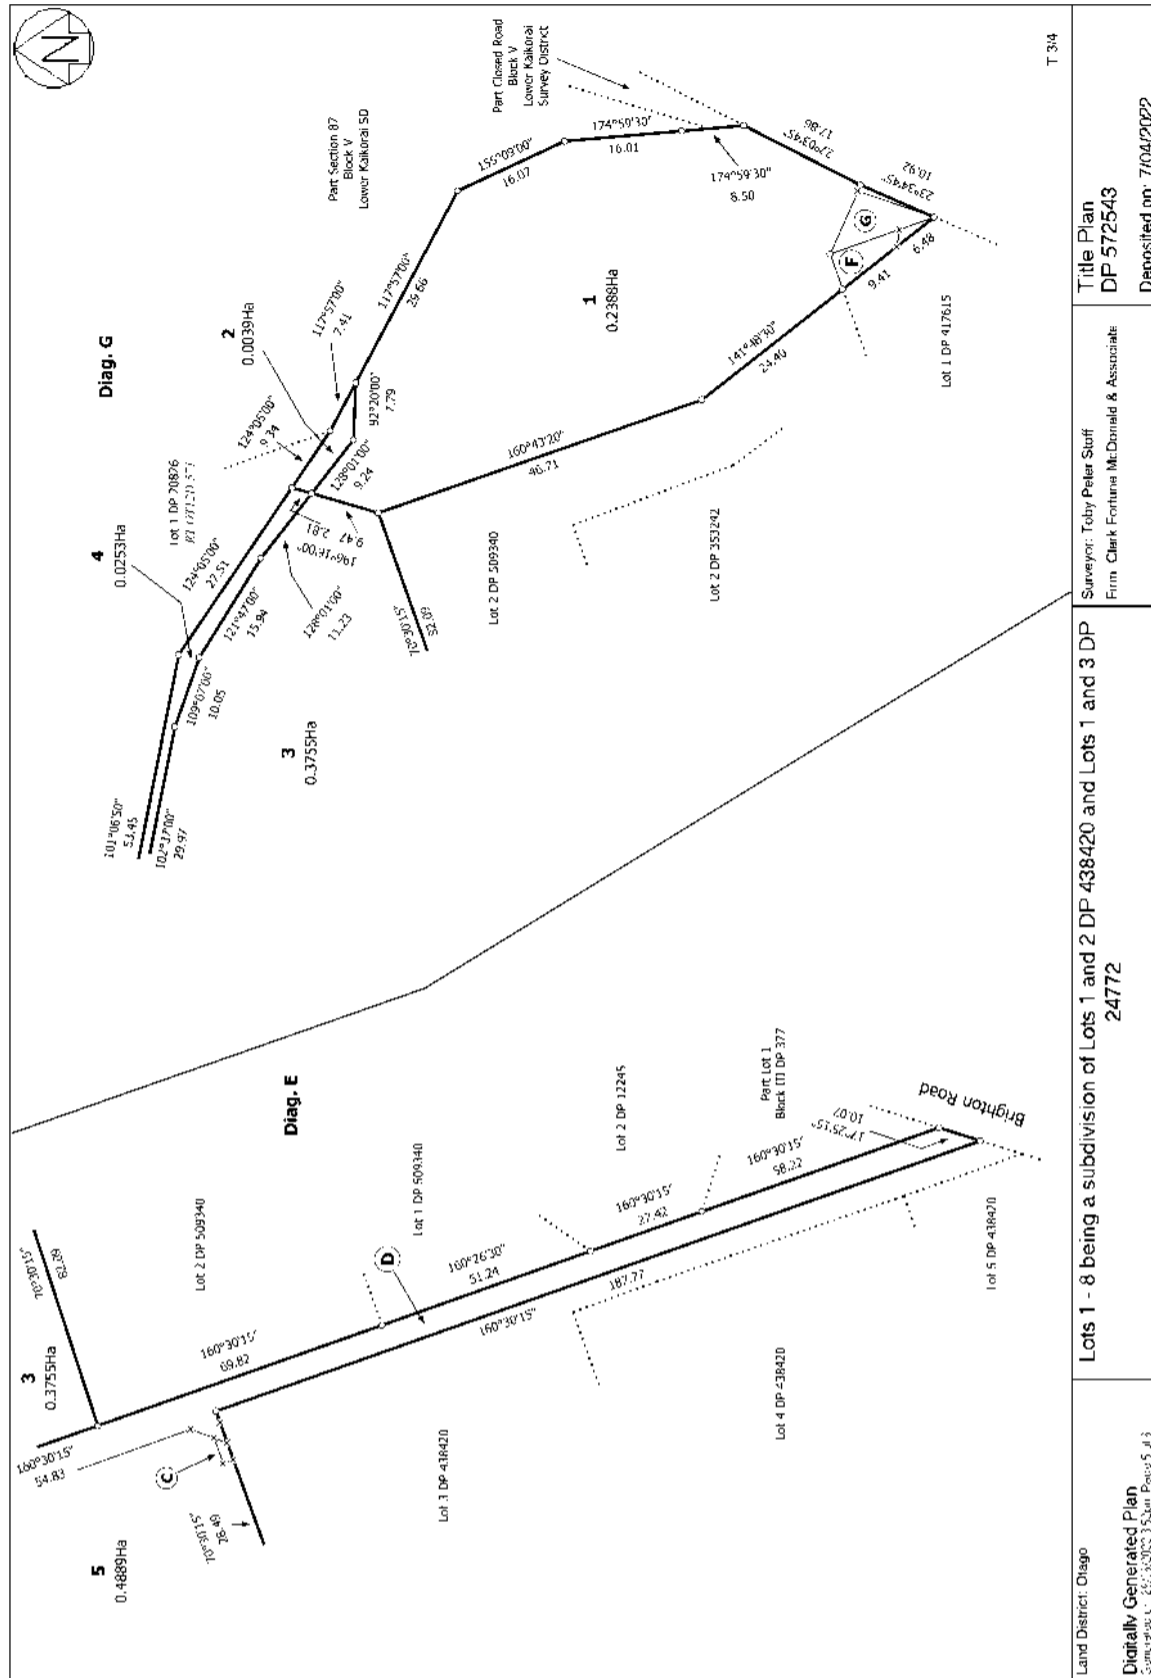 N
T 3/4
Diag. G
Part Section 87
Block V
Lower Kaikorai SD
Part Closed Road
Block V
Lower Kaikorai
Survey District
4
0.0253Ha
Lot 1 DP 20826
2
0.0039Ha
124°05'00"
9.34
117°57'00"
7.41
117°57'00"
39.66
155°09'00"
16.07
174°59'30"
16.01
174°59'30"
8.50
27°03'45"
17.86
23°34'45"
10.92
G
F
6.48
9.41
1
0.2388Ha
141°48'30"
24.40
Lot 1 DP 417615
160°43'20"
46.71
92°20'00"
7.79
128°01'00"
9.24
9.47 2.81
196°16'00"
124°05'00"
27.51
128°01'00"
11.23
121°47'00"
15.94
109°07'00"
10.05
101°06'50"
53.45
102°37'00"
29.97
3
0.3755Ha
70°30'15"
Lot 2 DP 509340
Lot 2 DP 353242
Diag. E
3
0.3755Ha
70°30'15"
Lot 2 DP 509340
Lot 1 DP 509340
Lot 2 DP 12245
Part Lot 1
Block III DP 377
Brighton Road
17°25'15"
10.07
160°30'15"
58.22
160°30'15"
27.42
160°26'30"
51.24
D
160°30'15"
69.82
160°30'15"
54.83
C
70°30'15"
5
0.4889Ha
160°30'15"
187.77
Lot 3 DP 438420
Lot 4 DP 438420
Lot 5 DP 438420
Land District: Otago
Digitally Generated Plan
Lots 1 - 8 being a subdivision of Lots 1 and 2 DP 438420 and Lots 1 and 3 DP
24772
Surveyor: Toby Peter Stoff
Firm: Clark Fortune McDonald & Associate
Title Plan
DP 572543
Deposited on: 7/04/2022